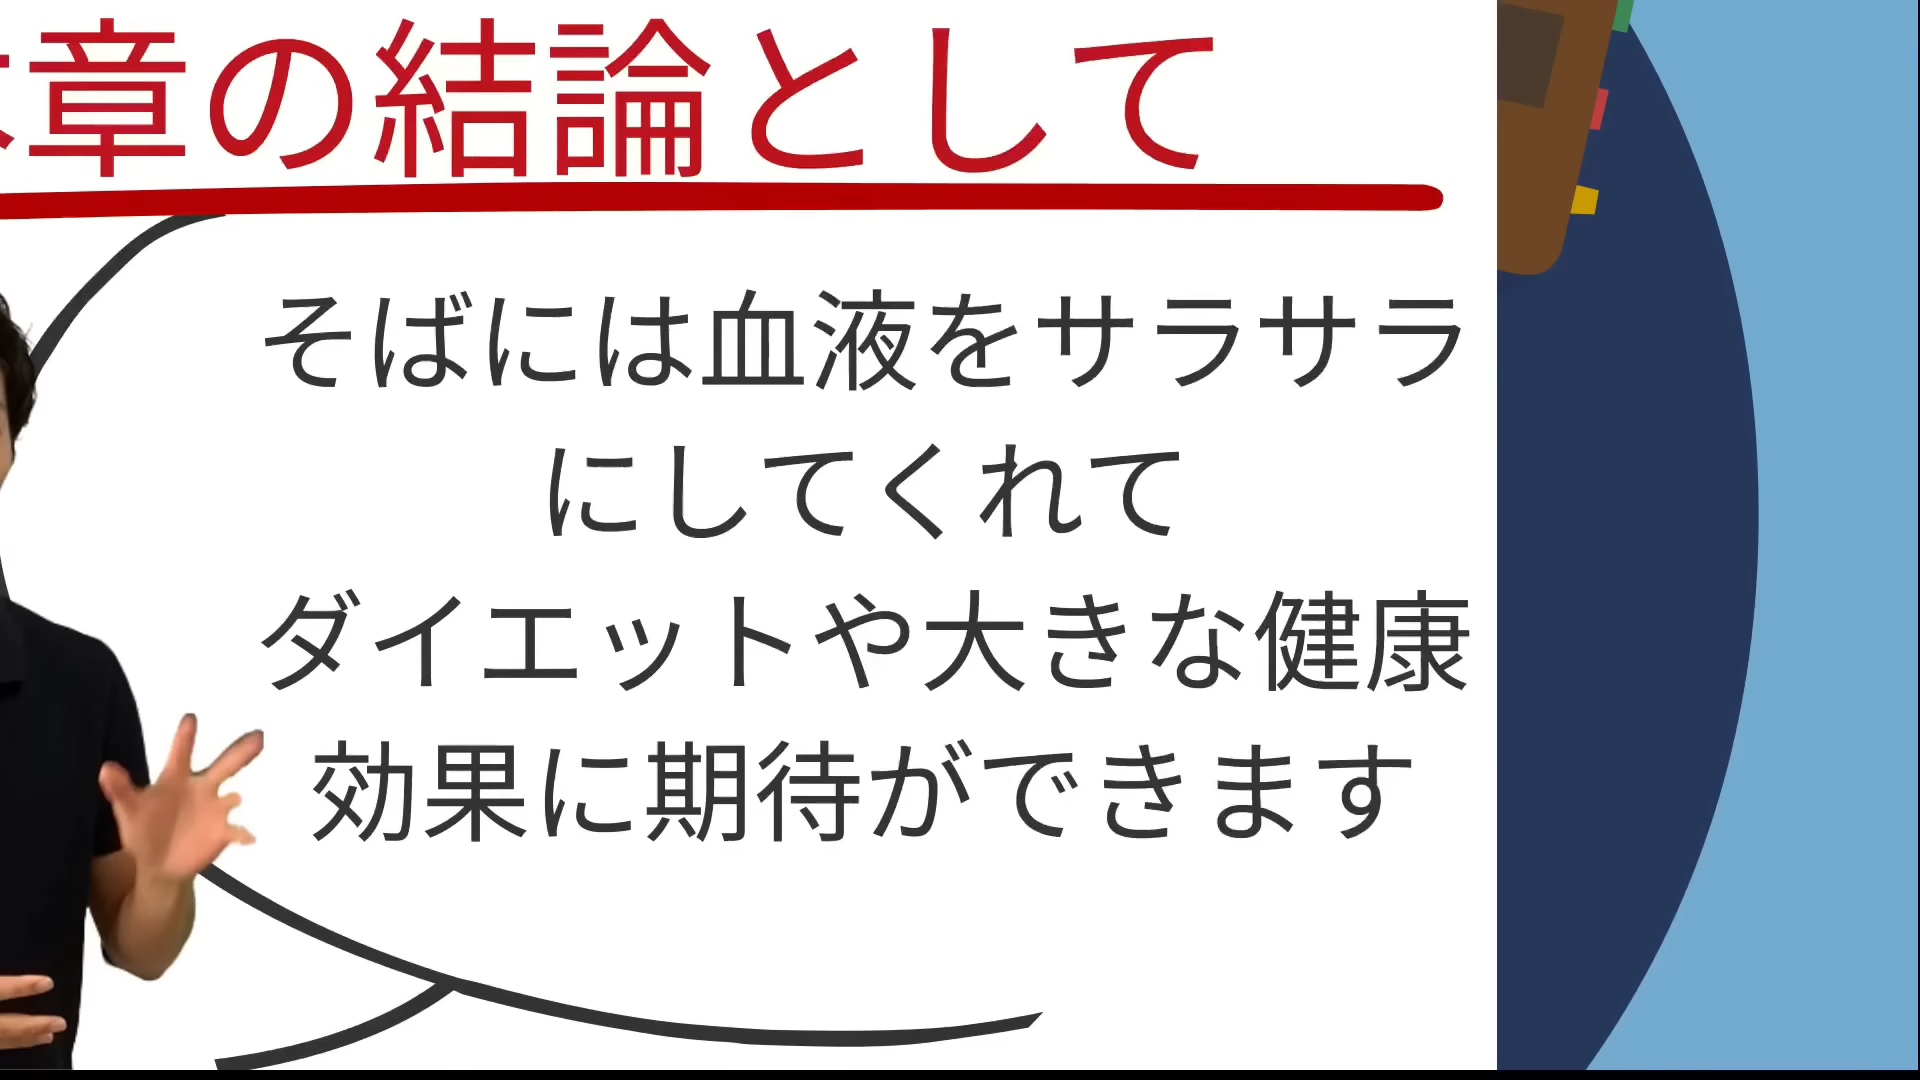 章の結論として
そばには血液をサラサラ
にしてくれて
ダイエットや大きな健康
効果に期待ができます